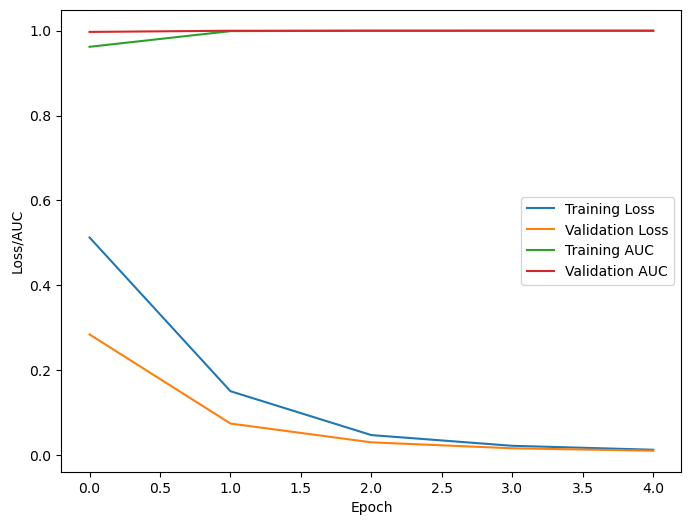 1.0
0.8
0.6
0.4
0.2
0.0
Loss/AUC
Training Loss
Validation Loss
Training AUC
Validation AUC
0.0 0.5 1.0 1.5 2.0 2.5 3.0 3.5 4.0
Epoch